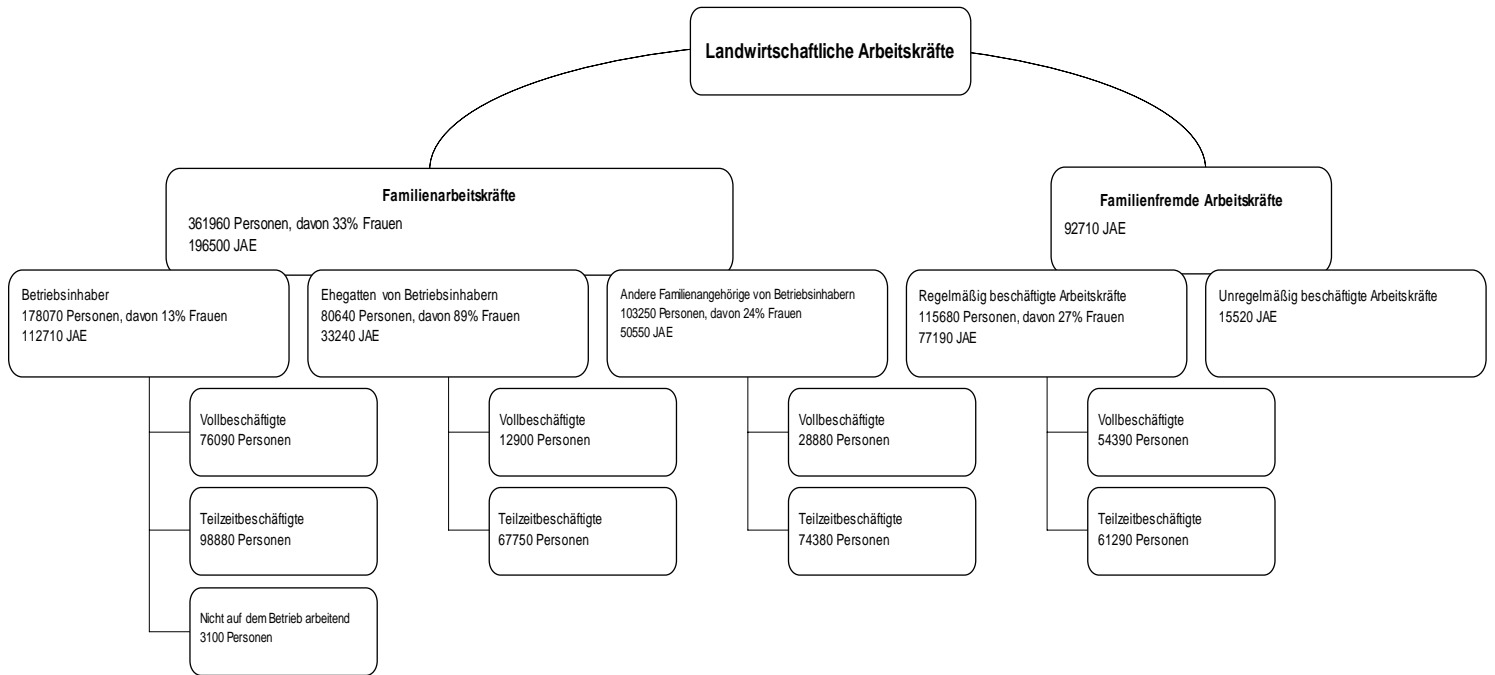 Landwirtschaftliche Arbeitskräfte
Familienarbeitskräfte
361960 Personen, davon 33% Frauen
196500 JAE
Familienfremde Arbeitskräfte
92710 JAE
Betriebsinhaber
178070 Personen, davon 13% Frauen
112710 JAE
Ehegatten von Betriebsinhabern
80640 Personen, davon 89% Frauen
33240 JAE
Andere Familienangehörige von Betriebsinhabern
103250 Personen, davon 24% Frauen
50550 JAE
Regelmäßig beschäftigte Arbeitskräfte
115680 Personen, davon 27% Frauen
77190 JAE
Unregelmäßig beschäftigte Arbeitskräfte
15520 JAE
Vollbeschäftigte
76090 Personen
Vollbeschäftigte
12900 Personen
Vollbeschäftigte
28880 Personen
Vollbeschäftigte
54390 Personen
Teilzeitbeschäftigte
98880 Personen
Teilzeitbeschäftigte
67750 Personen
Teilzeitbeschäftigte
74380 Personen
Teilzeitbeschäftigte
61290 Personen
Nicht auf dem Betrieb arbeitend
3100 Personen